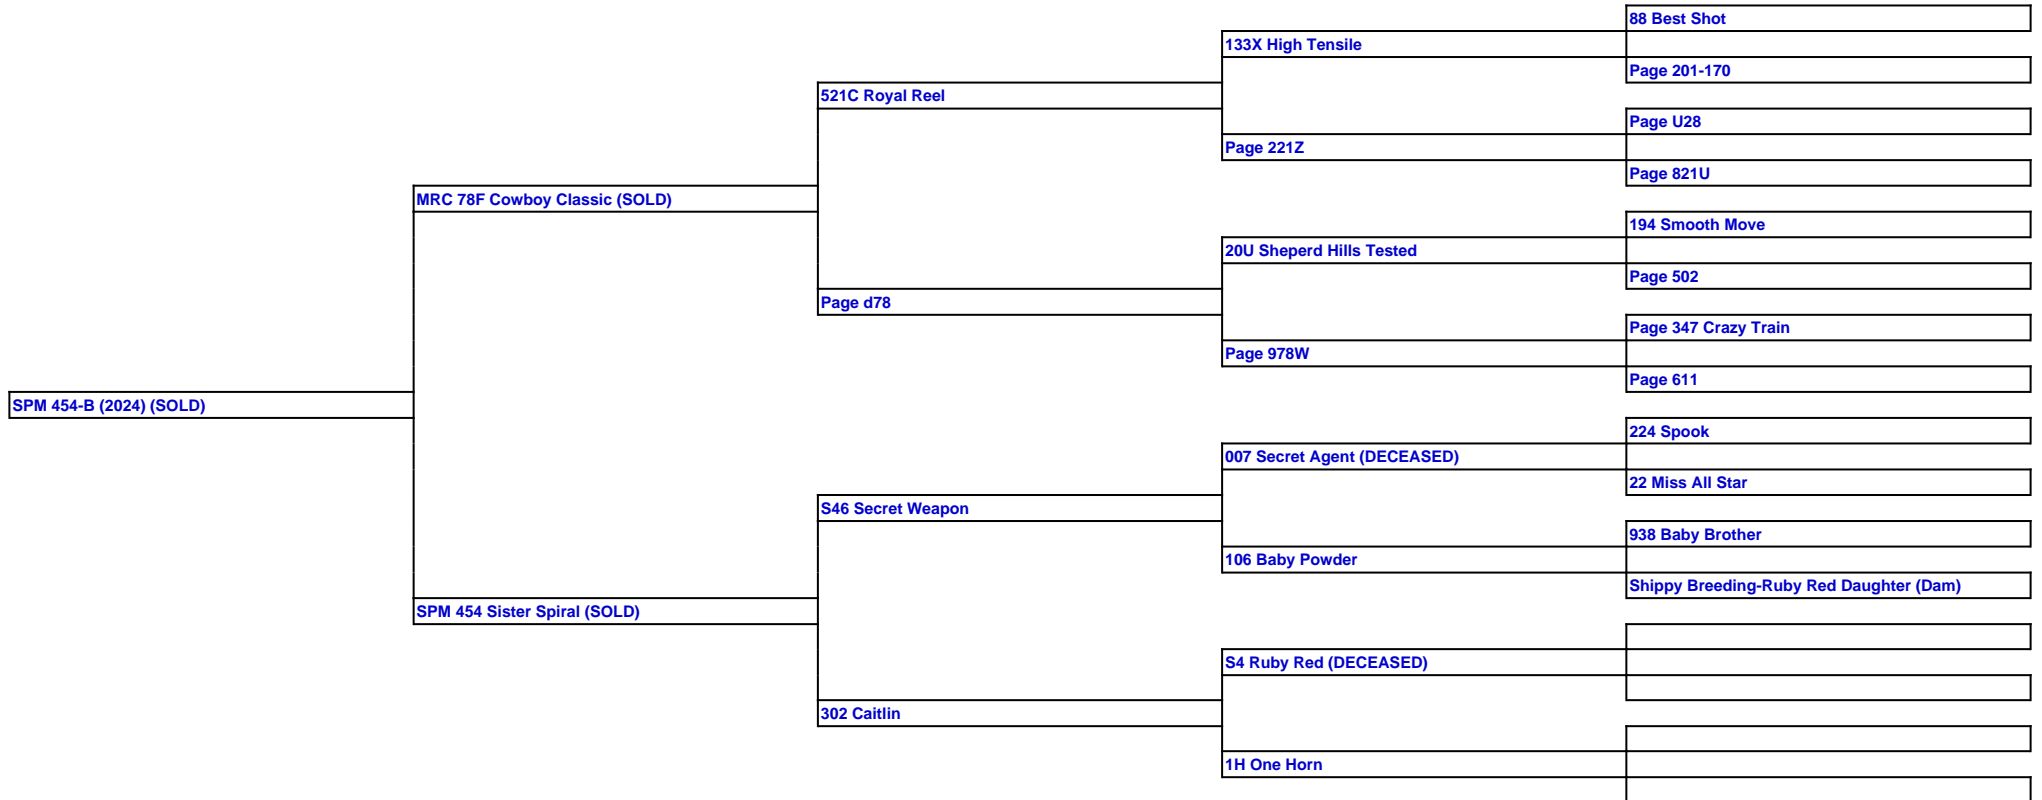 88 Best Shot
133X High Tensile
Page 201-170
521C Royal Reel
Page U28
Page 221Z
Page 821U
MRC 78F Cowboy Classic (SOLD)
194 Smooth Move
20U Sheperd Hills Tested
Page 502
Page d78
Page 347 Crazy Train
Page 978W
Page 611
SPM 454-B (2024) (SOLD)
224 Spook
007 Secret Agent (DECEASED)
22 Miss All Star
S46 Secret Weapon
938 Baby Brother
106 Baby Powder
Shippy Breeding-Ruby Red Daughter (Dam)
SPM 454 Sister Spiral (SOLD)
S4 Ruby Red (DECEASED)
302 Caitlin
1H One Horn